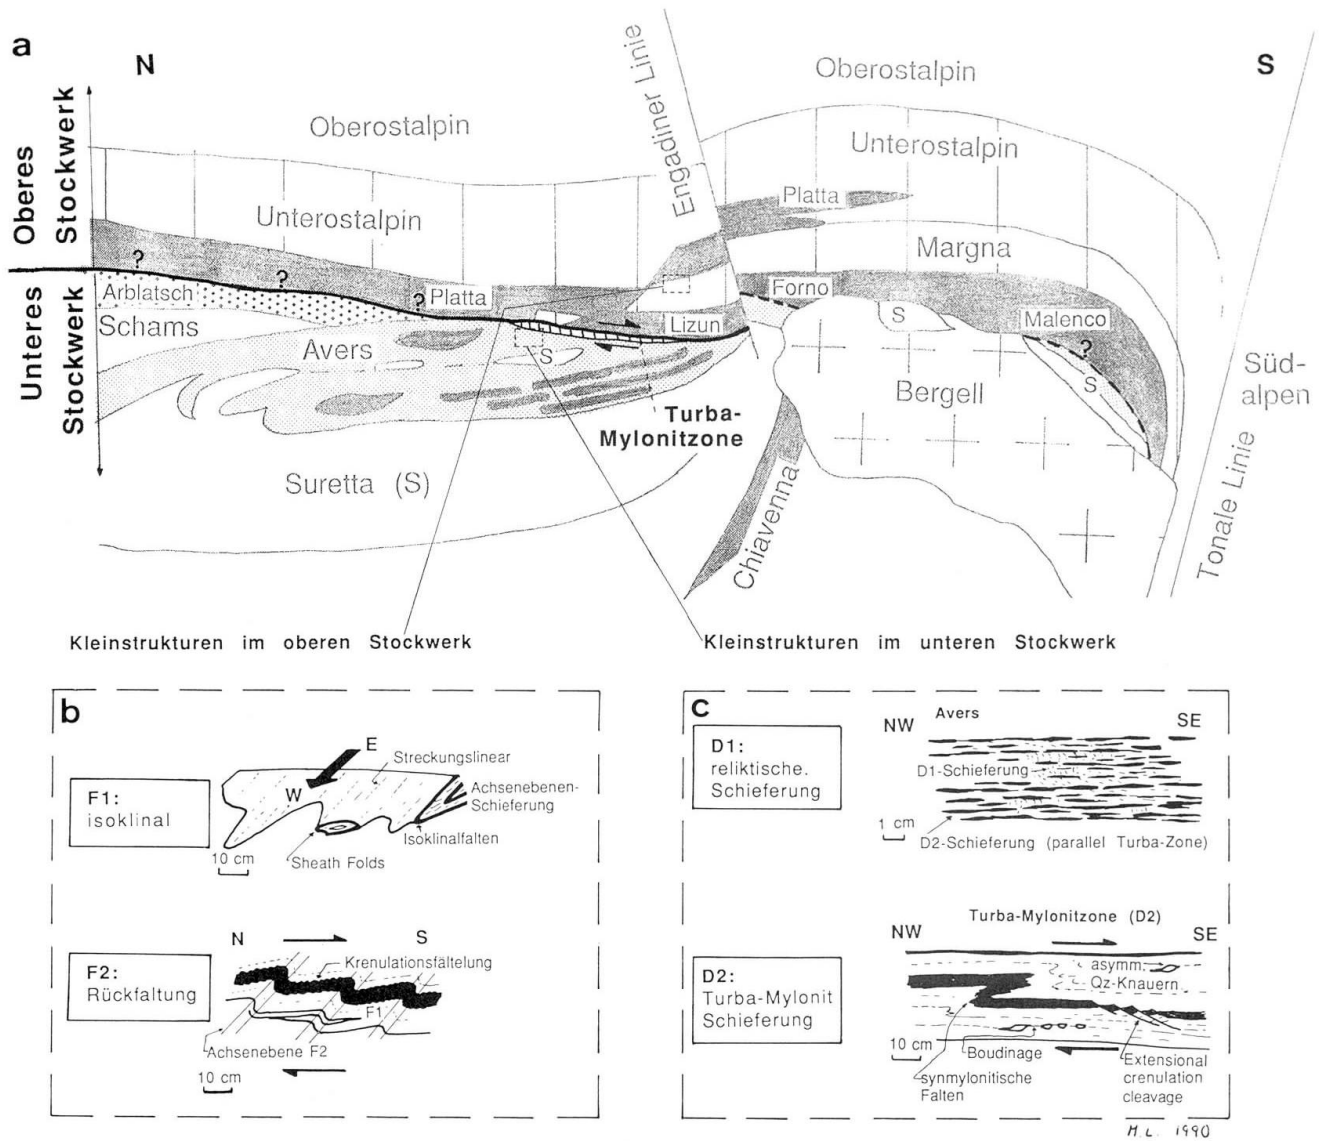 a
N
S
Oberes
Stockwerk
Unteres
Stockwerk
Oberostalpin
Engadiner Linie
Oberostalpin
Unterostalpin
Unterostalpin
Platta
Margna
?
?
?
Arblatsch
Platta
Forno
Schams
Lizun
S
Malenco
?
Avers
S
S
Bergell
Süd-
alpen
Turba-
Mylonitzone
Suretta (S)
Chiavenna
Tonale Linie
Kleinstrukturen im oberen Stockwerk
Kleinstrukturen im unteren Stockwerk
b
F1:
isoklinal
E
W
Streckungslinear
Achsenebenen-
Schieferung
Isoklinalfalten
Sheath Folds
10 cm
F2:
Rückfaltung
N
S
Krenulationsfältelung
F1
Achsenebene F2
10 cm
c
D1:
reliktische.
Schieferung
NW
Avers
SE
D1-Schieferung
1 cm
D2-Schieferung (parallel Turba-Zone)
D2:
Turba-Mylonit
Schieferung
Turba-Mylonitzone (D2)
NW
SE
asymm.
Qz-Knauern
10 cm
Boudinage
synmylonitische
Falten
Extensional
crenulation
cleavage
M.L. 1990